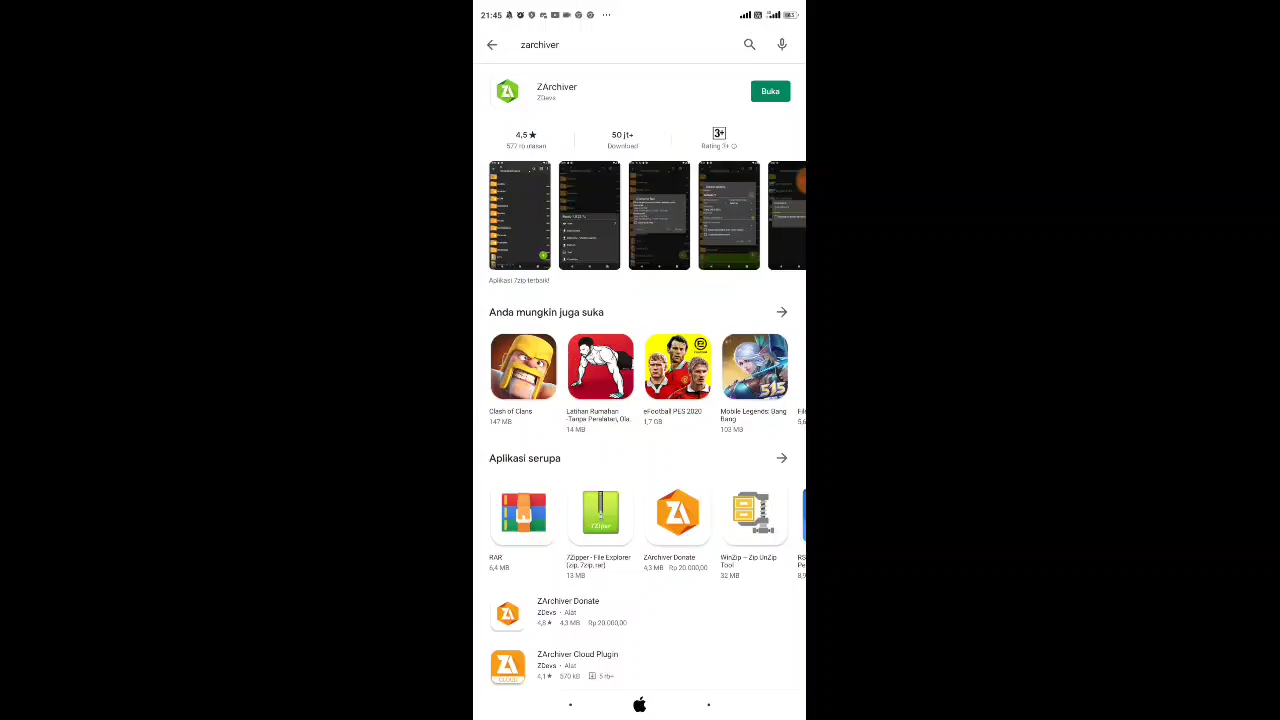 21:45
zarchiver
ZArchiver
ZDevs
Buka
4,5★
577 rb ulasan
50 jt+
Download
3+
Rating 3+
Aplikasi 7zip terbaik!
Anda mungkin juga suka
515
Clash of Clans
147 MB
Latihan Rumahan
-Tanpa Peralatan, Ola..
14 MB
eFootball PES 2020
1,7 GB
Mobile Legends: Bang
Bang
103 MB
Aplikasi serupa
ZA
7Zipper
RAR
6,4 MB
7Zipper - File Explorer
(zip, 7zip, rar)
13 MB
ZArchiver Donate
4,3 MB Rp 20.000,00
WinZip – Zip UnZip
Tool
32 MB
ZArchiver Donate
ZDevs • Alat
4,8★ 4,3 MB Rp 20.000,00
ZA
CLOUD
ZArchiver Cloud Plugin
ZDevs • Alat
4,1★ 570 kB 5 rb+